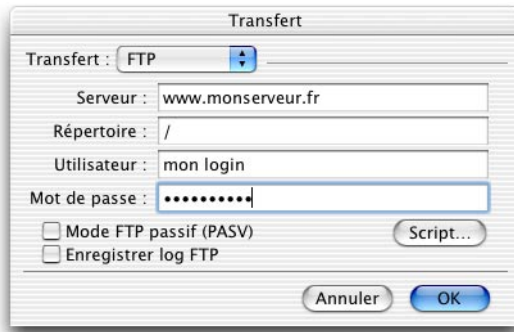 Transfert
Transfert : FTP
Serveur : www.monserveur.fr
Répertoire : /
Utilisateur : mon login
Mot de passe : ••••••••••
Mode FTP passif (PASV)
Script...
Enregistrer log FTP
Annuler OK